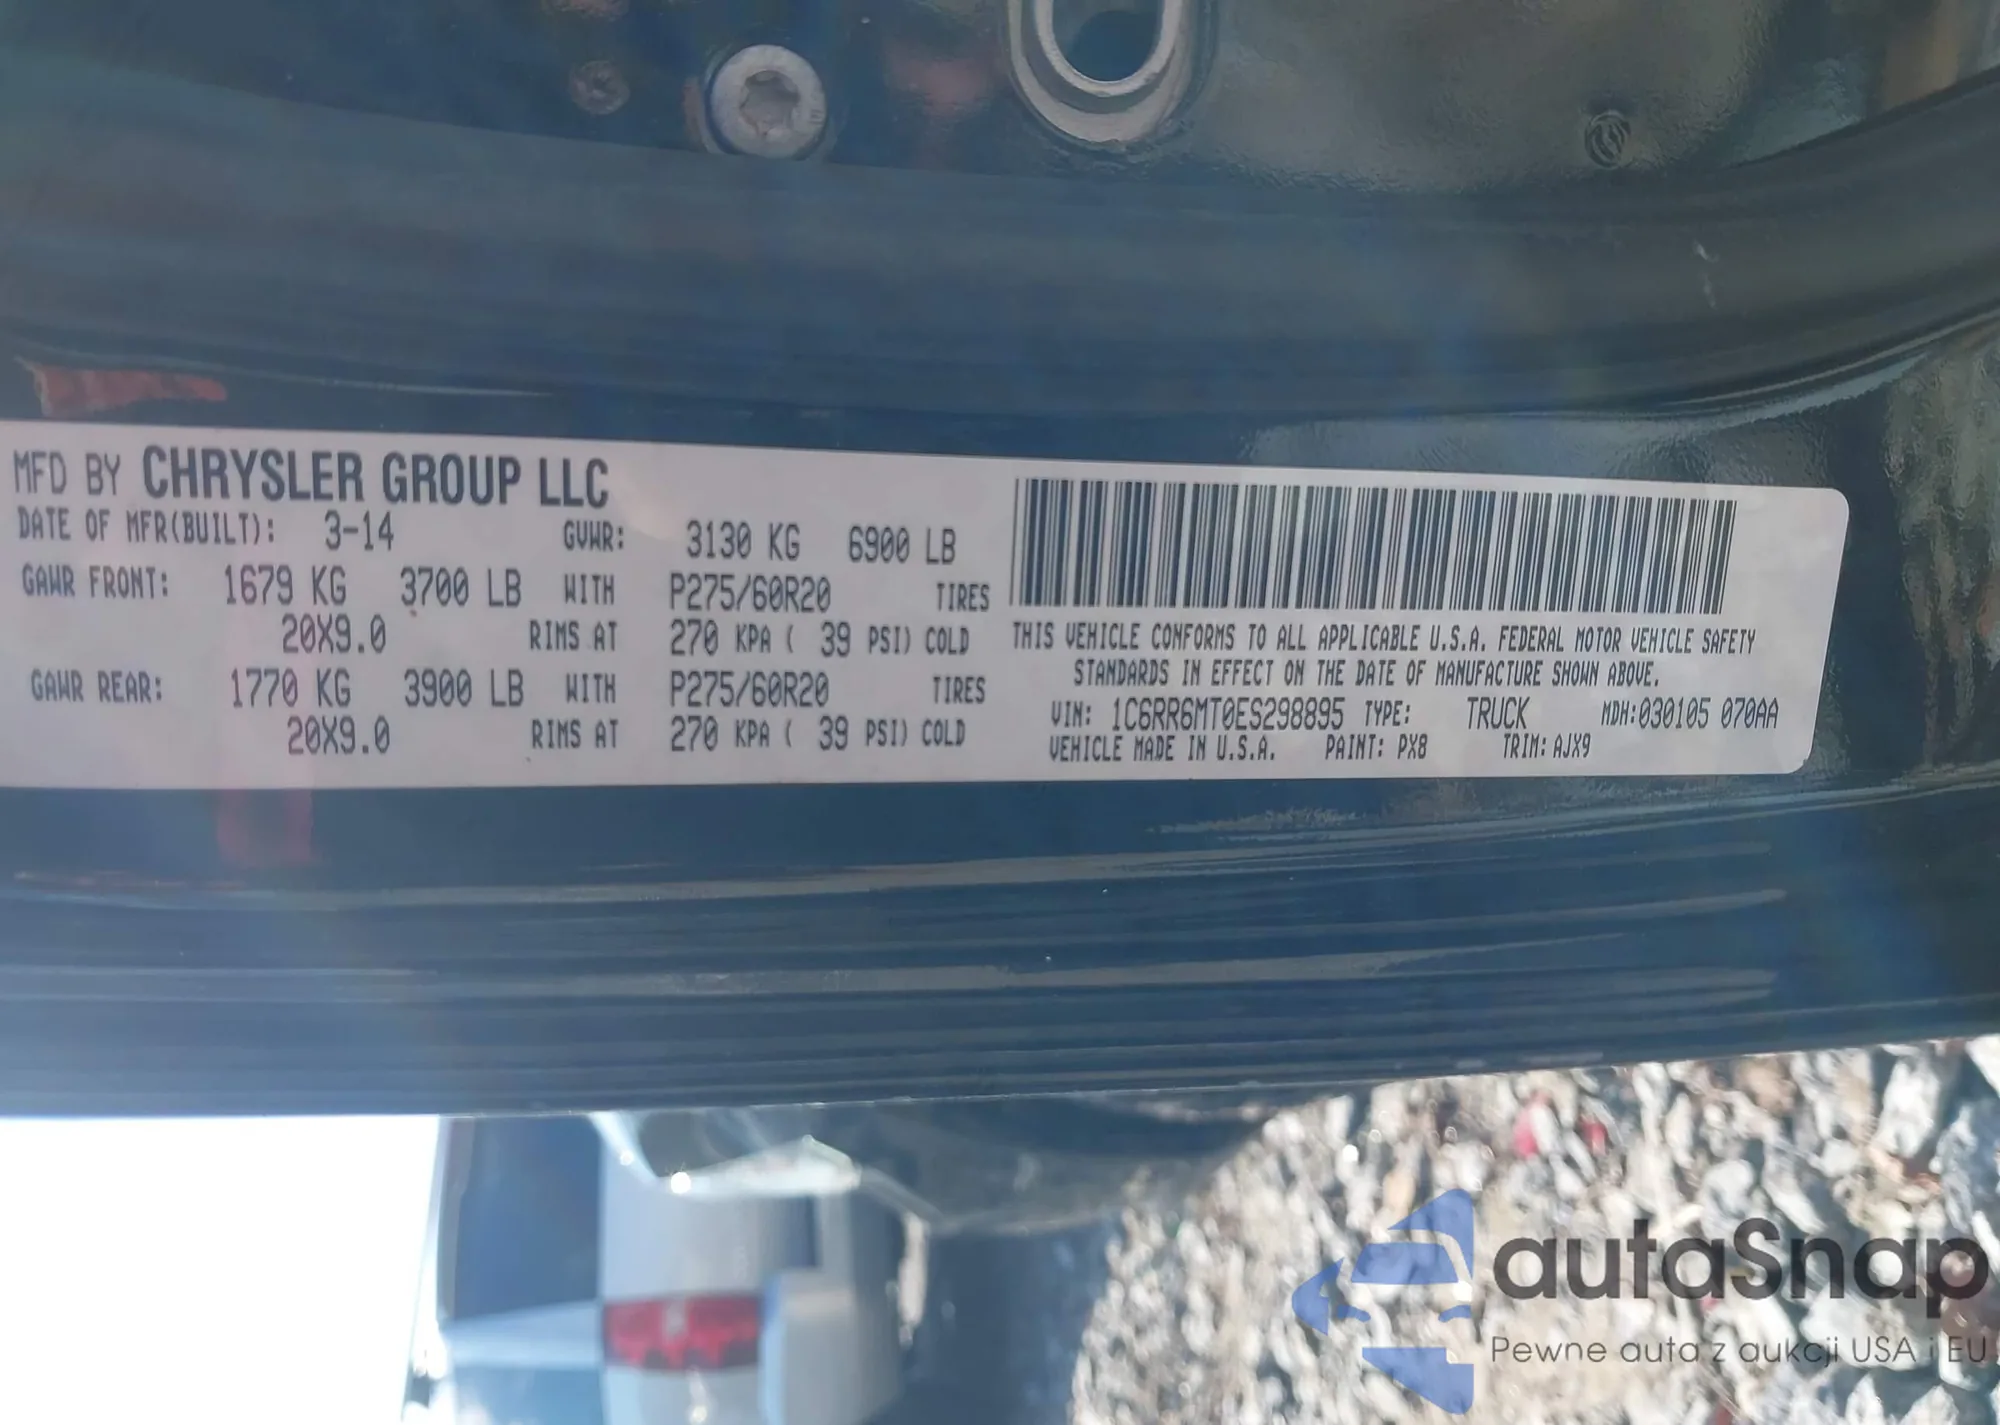 MFD BY CHRYSLER GROUP LLC
DATE OF MFR(BUILT): 3-14 GVWR: 3130 KG 6900 LB
GAWR FRONT: 1679 KG 3700 LB WITH P275/60R20 TIRES
20X9.0 RIMS AT 270 KPA ( 39 PSI) COLD
GAWR REAR: 1770 KG 3900 LB WITH P275/60R20 TIRES
20X9.0 RIMS AT 270 KPA ( 39 PSI) COLD
THIS VEHICLE CONFORMS TO ALL APPLICABLE U.S.A. FEDERAL MOTOR VEHICLE SAFETY
STANDARDS IN EFFECT ON THE DATE OF MANUFACTURE SHOWN ABOVE.
VIN: 1C6RR6MT0ES298895 TYPE: TRUCK MDH:030105 070AA
VEHICLE MADE IN U.S.A. PAINT: PX8 TRIM: AJX9
autaSnap
Pewne auta z aukcji USA i EU